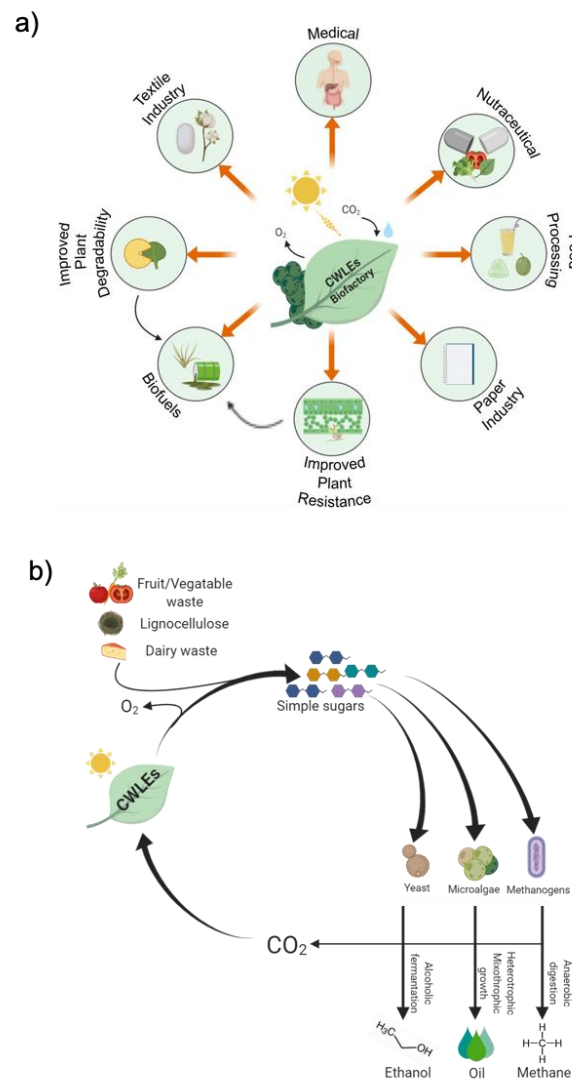 a)
Medical
Textile
Industry
Nutraceutical
CO2
O2
CWLEs
Biofactory
Improved
Plant
Degradability
Processing
Biofuels
Paper
Industry
Improved
Plant
Resistance
b)
Fruit/Vegatable
waste
Lignocellulose
Dairy waste
O2
Simple sugars
CWLEs
Yeast
Microalgae
Methanogens
CO2
Alcoholic
fermantation
Heterotrophic
Mixothrophic
growth
Anaerobic
digestion
H3C
OH
H
H-C-H
H
Ethanol
Oil
Methane